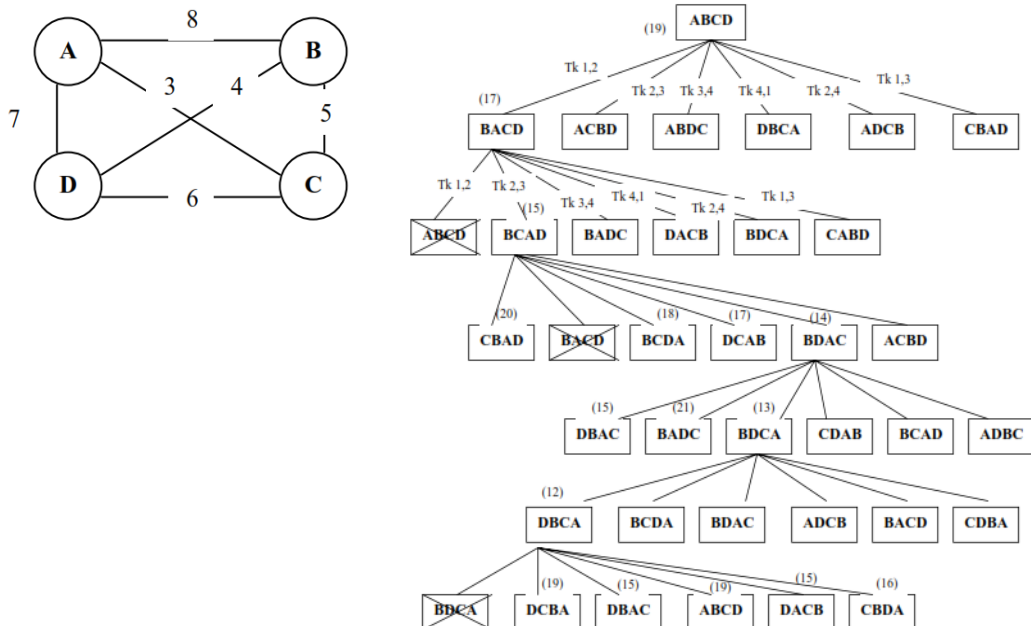 8
A B
3 4
7 5
D C
6
(19) ABCD
Tk 1,2 Tk 2,3 Tk 3,4 Tk 4,1 Tk 2,4 Tk 1,3
(17)
BACD ACBD ABDC DBCA ADCB CBAD
Tk 1,2 Tk 2,3 Tk 3,4 Tk 4,1 Tk 2,4 Tk 1,3
(15)
ABCD BCAD BADC DACB BDCA CABD
(20) (18) (17) (14)
CBAD BACD BCDA DCAB BDAC ACBD
(15) (21) (13)
DBAC BADC BDCA CDAB BCAD ADBC
(12)
DBCA BCDA BDAC ADCB BACD CDBA
(19) (15) (19) (15) (16)
BDCA DCBA DBAC ABCD DACB CBDA